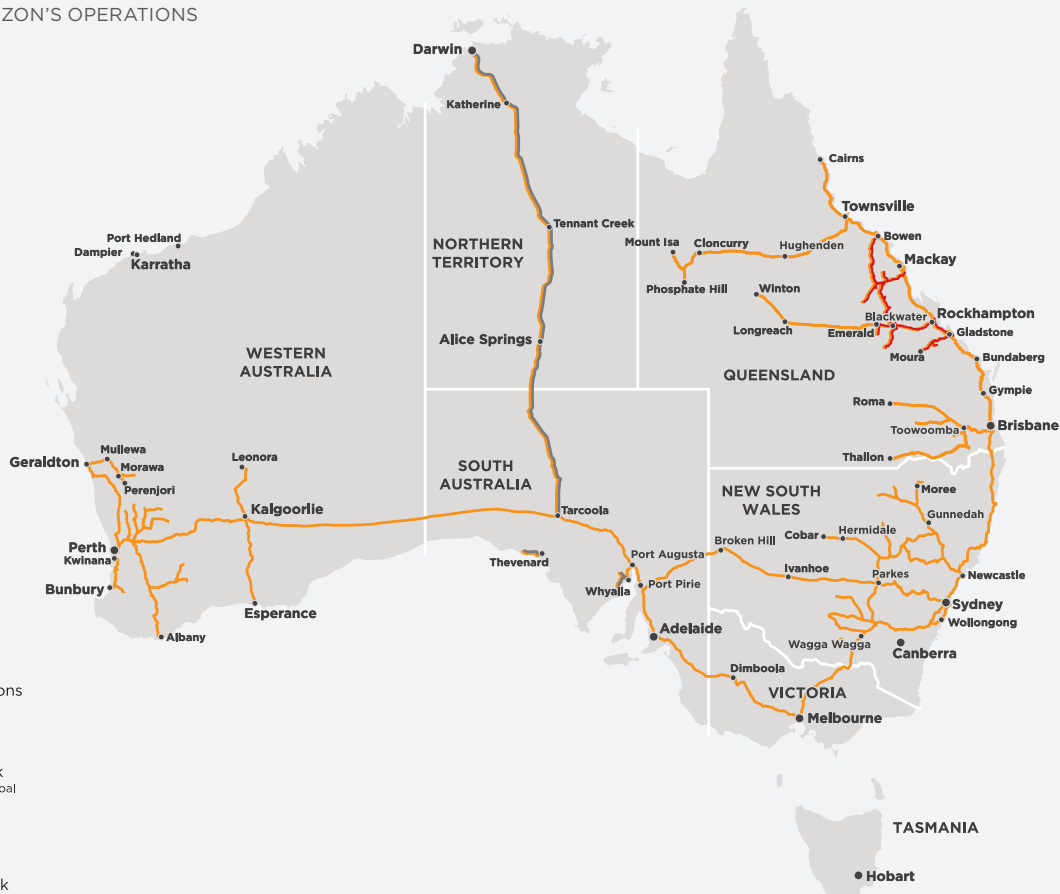 ZON'S OPERATIONS
Darwin
Katherine
Cairns
Townsville
Tennant Creek
Bowen
Port Hedland
Mount Isa
Cloncurry
Hughenden
NORTHERN
TERRITORY
Dampier
Karratha
Mackay
Phosphate Hill
Winton
Blackwater
Rockhampton
Longreach
Emerald
Gladstone
Alice Springs
WESTERN
AUSTRALIA
Moura
Bundaberg
QUEENSLAND
Gympie
Roma
Brisbane
Toowoomba
Mullewa
Leonora
Thallon
Geraldton
Morawa
SOUTH
AUSTRALIA
Perenjori
NEW SOUTH
WALES
Moree
Kalgoorlie
Tarcoola
Gunnedah
Cobar
Hermidale
Broken Hill
Perth
Kwinana
Port Augusta
Thevenard
Ivanhoe
Parkes
Newcastle
Bunbury
Whyalla
Port Pirie
Esperance
Sydney
Wollongong
Adelaide
Albany
Wagga Wagga
Canberra
Dimboola
ons
VICTORIA
Melbourne
k
oal
TASMANIA
Hobart
k